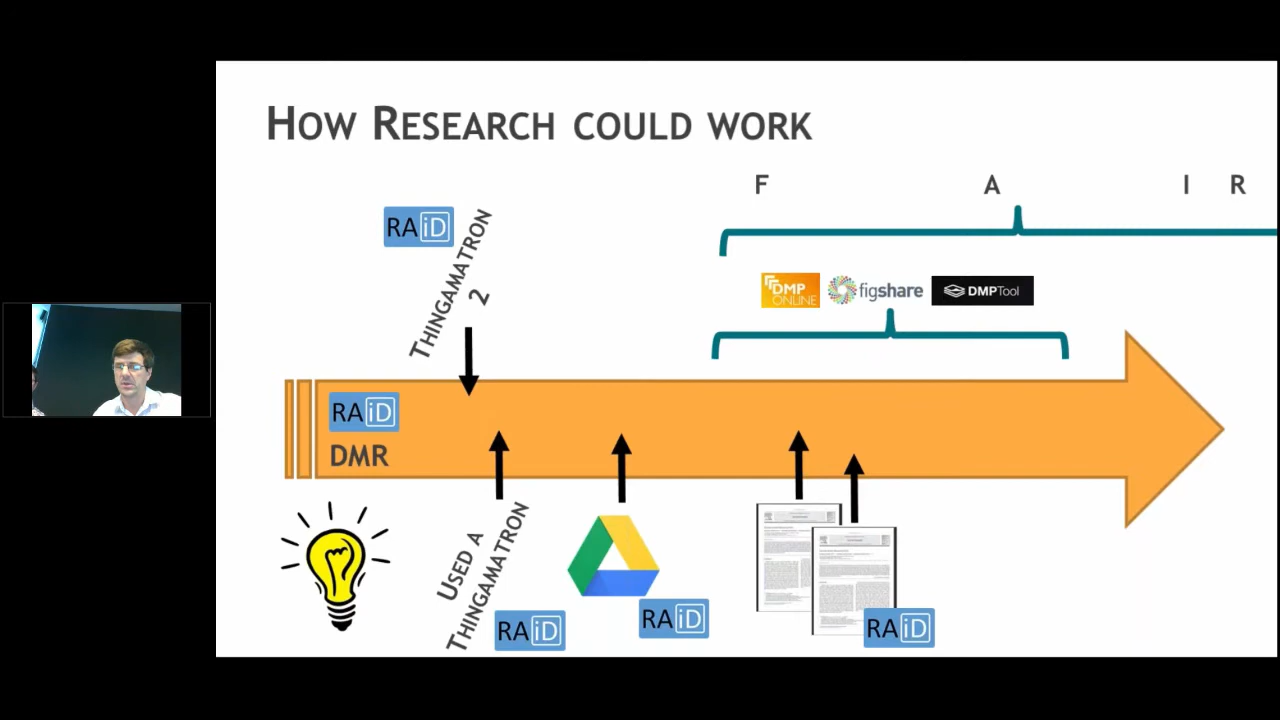 HOW RESEARCH COULD WORK
F A I R
RAiD
THINGAMATRON
2
DMP
ONLINE
figshare
DMPTool
RAiD
DMR
USED A
THINGAMATRON
RAiD
RAiD
RAiD